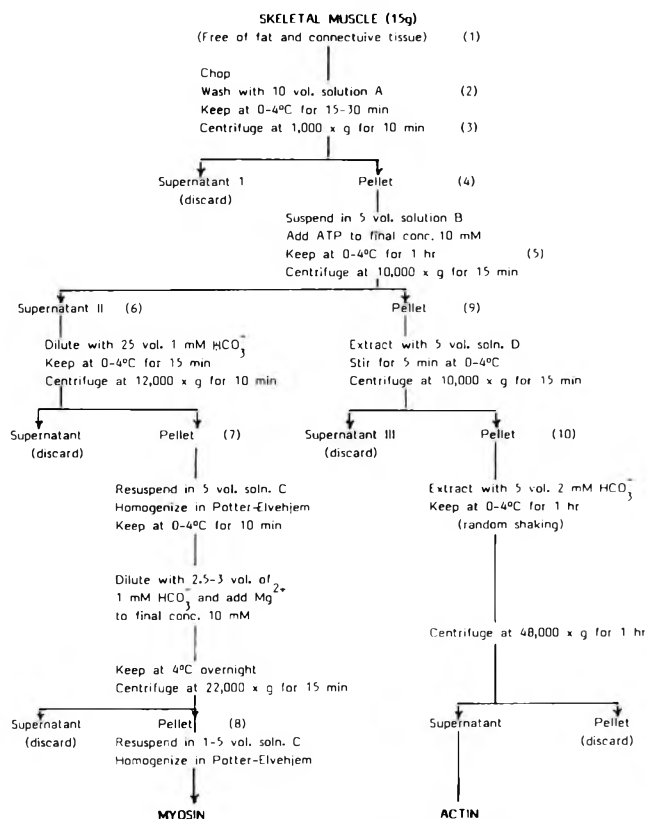 SKELETAL MUSCLE (15g)
(Free of fat and connectuive tissue) (1)
Chop
Wash with 10 vol. solution A (2)
Keep at 0-4°C for 15-30 min
Centrifuge at 1,000 x g for 10 min (3)
Supernatant 1 Pellet (4)
(discard)
Suspend in 5 vol. solution B
Add ATP to final conc. 10 mM
Keep at 0-4°C for 1 hr (5)
Centrifuge at 10,000 x g for 15 min
Supernatant II (6) Pellet (9)
Dilute with 25 vol. 1 mM HCO₃⁻ Extract with 5 vol. soln. D
Keep at 0-4°C for 15 min Stir for 5 min at 0-4°C
Centrifuge at 12,000 x g for 10 min Centrifuge at 10,000 x g for 15 min
Supernatant Pellet (7) Supernatant III Pellet (10)
(discard) (discard)
Resuspend in 5 vol. soln. C Extract with 5 vol. 2 mM HCO₃⁻
Homogenize in Potter-Elvehjem Keep at 0-4°C for 1 hr
Keep at 0-4°C for 10 min (random shaking)
Dilute with 2.5-3 vol. of
1 mM HCO₃⁻ and add Mg²⁺
to final conc. 10 mM
Centrifuge at 48,000 x g for 1 hr
Keep at 4°C overnight
Centrifuge at 22,000 x g for 15 min
Supernatant Pellet (8) Supernatant Pellet
(discard) (discard)
Resuspend in 1-5 vol. soln. C
Homogenize in Potter-Elvehjem
MYOSIN ACTIN